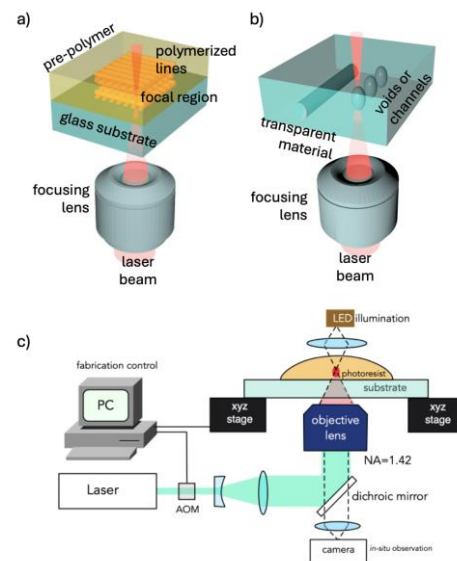 a)
pre-polymer
polymerized
lines
focal region
glass substrate
focusing
lens
laser
beam
b)
voids or
channels
transparent
material
focusing
lens
laser
beam
c)
LED illumination
fabrication control
photoresist
PC
substrate
xyz
stage
objective
lens
xyz
stage
NA=1.42
Laser
dichroic mirror
AOM
camera
in-situ observation